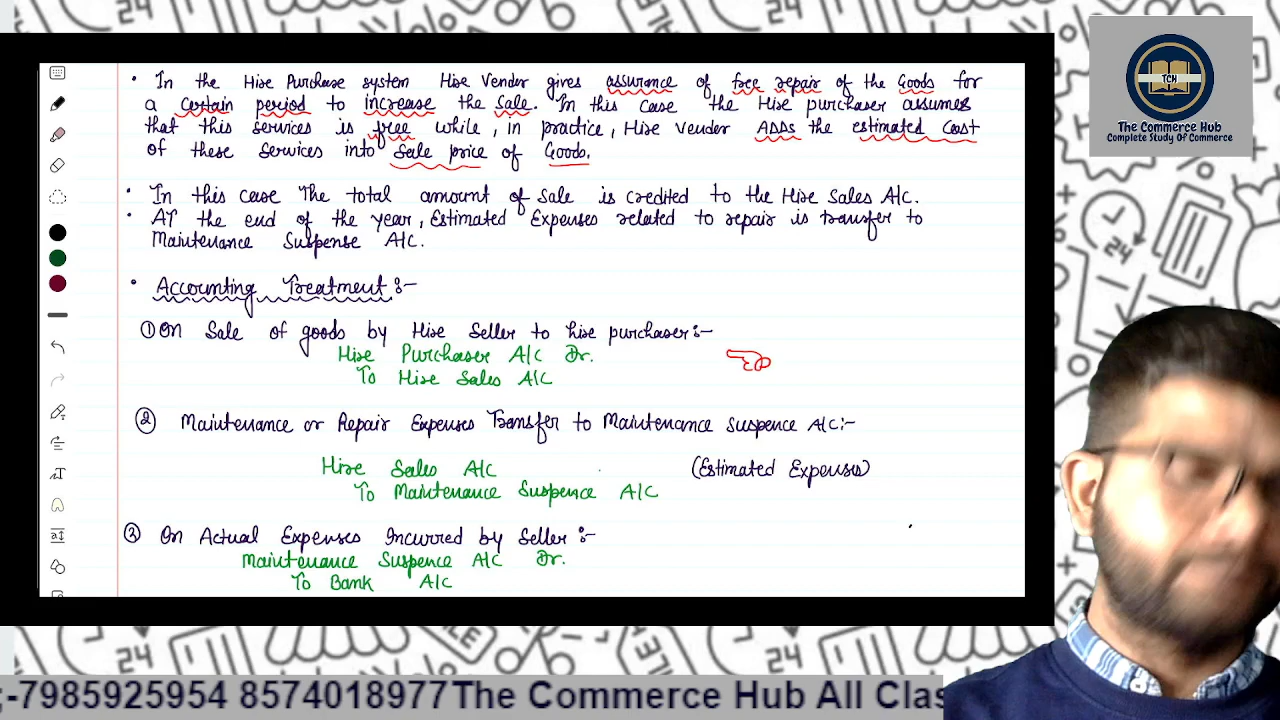 • In the Hire Purchase system Hire Vendor gives assurance of free repair of the Goods for
a certain period to increase the sale. In this case the Hire purchaser assumes
that this services is free while, in practice, Hire vender ADDs the estimated cost
of these services into sale price of Goods.
• In this case The total amount of sale is credited to the Hire Sales A/C.
• AT the end of the year, Estimated Expenses related to repair is transfer to
Maintenance Suspense A/C.
• Accounting Treatment :-
① On Sale of goods by Hire Seller to hire purchaser :-
Hire Purchaser A/C Dr.
To Hire Sales A/C
② Maintenance or Repair Expenses Transfer to Maintenance Suspence A/C :-
Hire Sales A/C (Estimated Expenses)
To Maintenance Suspence A/C
③ On Actual Expenses Incurred by Seller :-
Maintenance Suspence A/C Dr.
To Bank A/C
TCH
The Commerce Hub
Complete Study Of Commerce
;-7985925954 8574018977The Commerce Hub All Clas